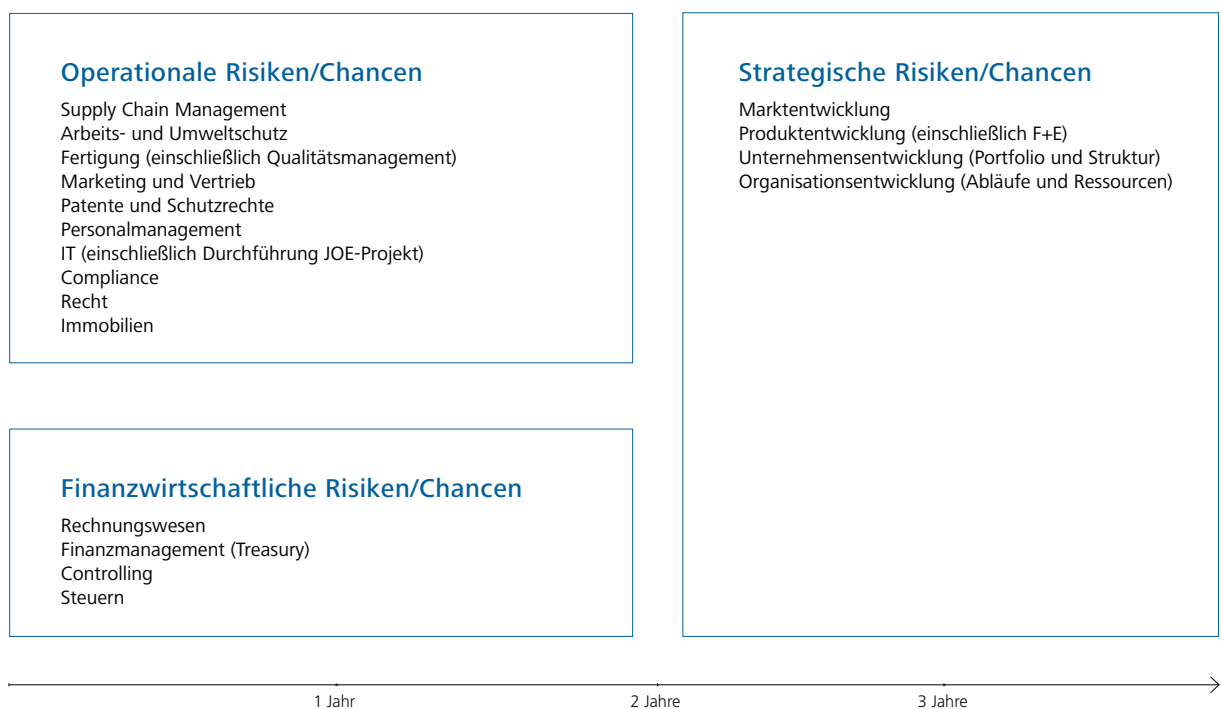 Operationale Risiken/Chancen
Supply Chain Management
Arbeits- und Umweltschutz
Fertigung (einschließlich Qualitätsmanagement)
Marketing und Vertrieb
Patente und Schutzrechte
Personalmanagement
IT (einschließlich Durchführung JOE-Projekt)
Compliance
Recht
Immobilien
Finanzwirtschaftliche Risiken/Chancen
Rechnungswesen
Finanzmanagement (Treasury)
Controlling
Steuern
Strategische Risiken/Chancen
Marktentwicklung
Produktentwicklung (einschließlich F+E)
Unternehmensentwicklung (Portfolio und Struktur)
Organisationsentwicklung (Abläufe und Ressourcen)
1 Jahr
2 Jahre
3 Jahre